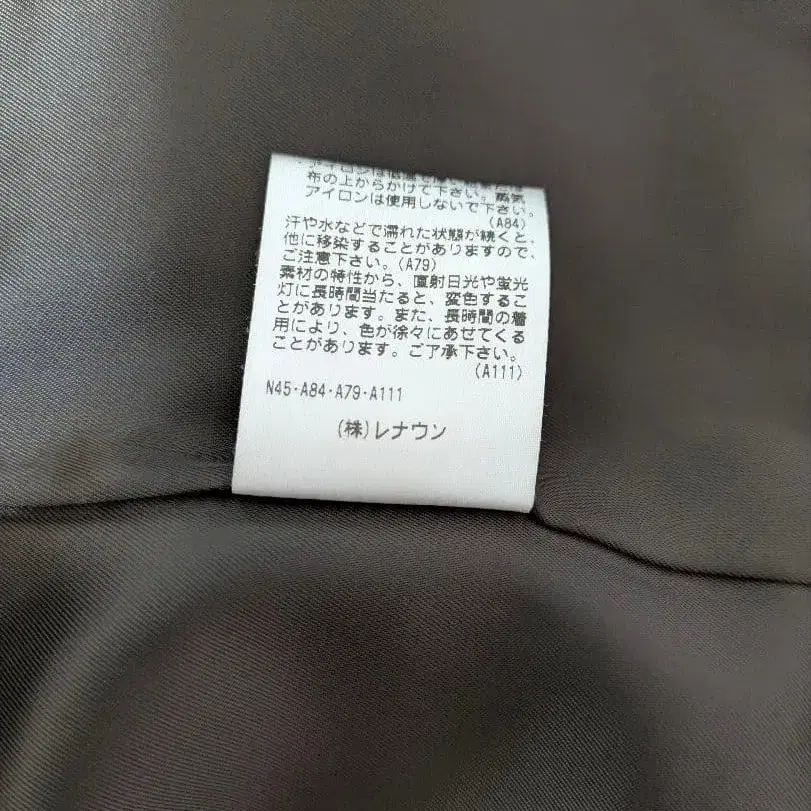 アイロンは
布の上からかけて下さい。蒸気
アイロンは使用しないで下さい。
(A84)
汗や水などで濡れた状態が続くと、
他に移染することがありますので、
ご注意下さい。(A79)
素材の特性から、直射日光や蛍光
灯に長時間当たると、変色するこ
とがあります。また、長時間の着
用により、色が徐々にあせてくる
ことがあります。ご了承下さい。
(A111)
N45・A84・A79・A111
(株)レナウン